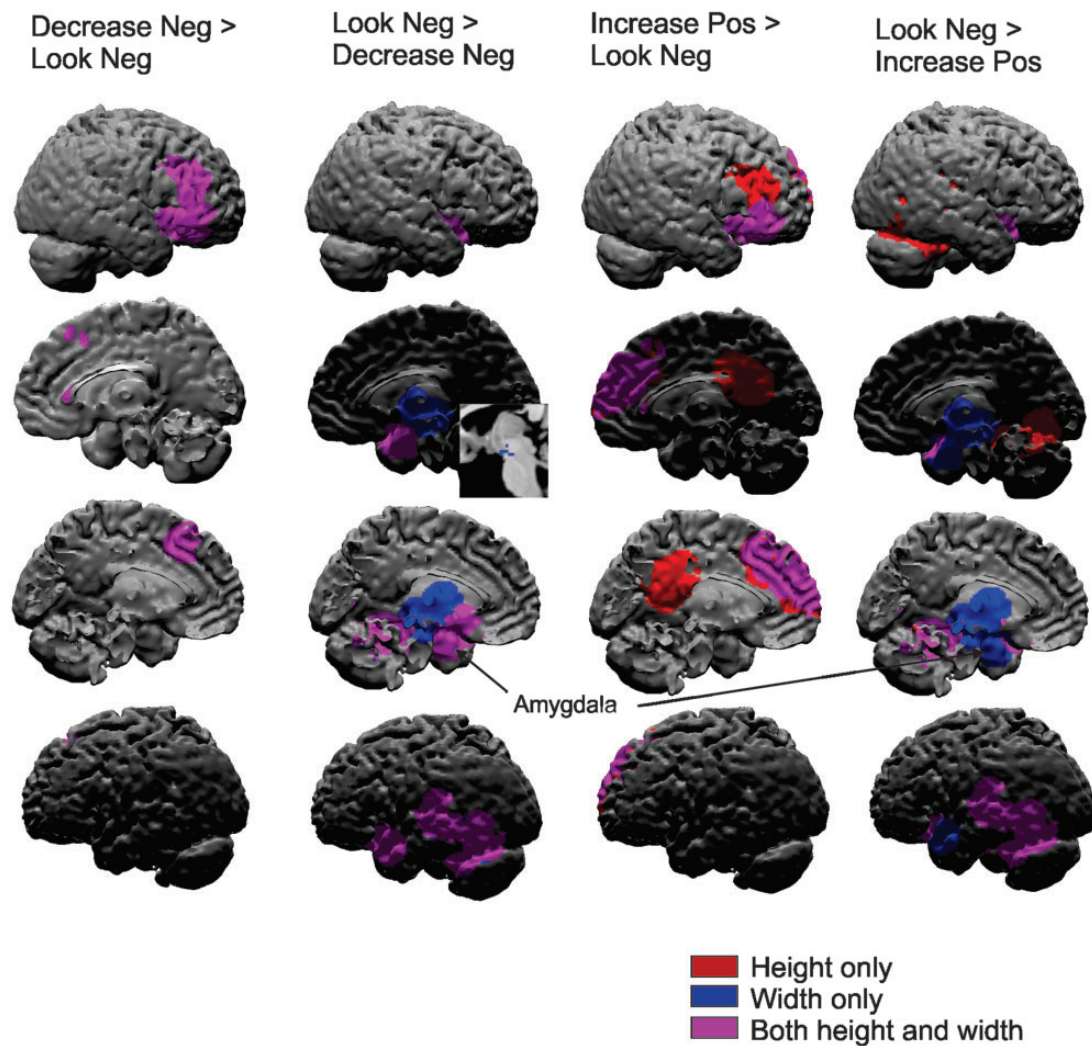 Decrease Neg >
Look Neg
Look Neg >
Decrease Neg
Increase Pos >
Look Neg
Look Neg >
Increase Pos
Amygdala
Height only
Width only
Both height and width